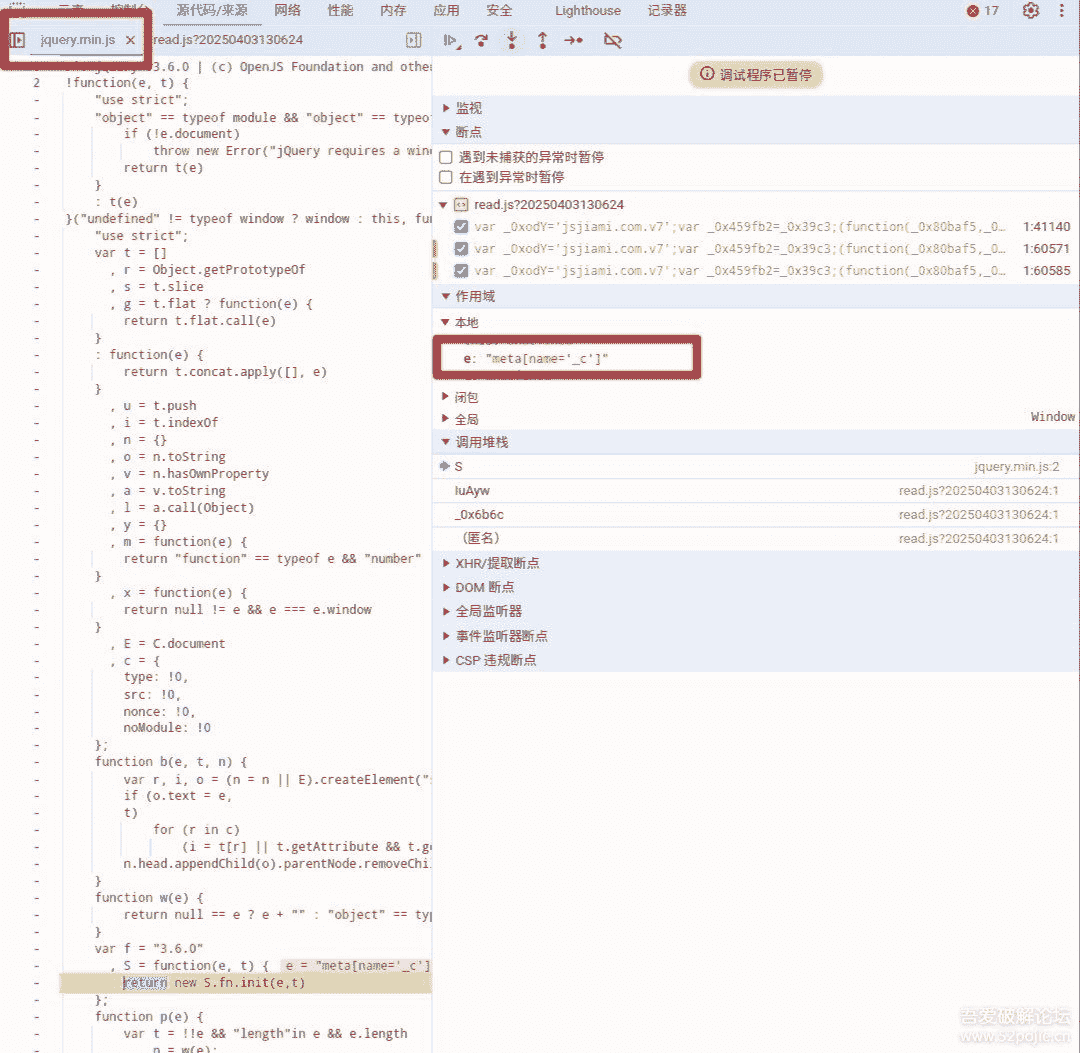 元素 控制台 源代码/来源 网络 性能 内存 应用 安全 Lighthouse 记录器 17
jquery.min.js × read.js?20250403130624
3.6.0 | (c) OpenJS Foundation and othe
调试程序已暂停
2 !function(e, t) {
"use strict";
"object" == typeof module && "object" == typeof
if (!e.document)
throw new Error("jQuery requires a win
return t(e)
}
: t(e)
}("undefined" != typeof window ? window : this, fu
"use strict";
var t = []
, r = Object.getPrototypeOf
, s = t.slice
, g = t.flat ? function(e) {
return t.flat.call(e)
}
: function(e) {
return t.concat.apply([], e)
}
, u = t.push
, i = t.indexOf
, n = {}
, o = n.toString
, v = n.hasOwnProperty
, a = v.toString
, l = a.call(Object)
, y = {}
, m = function(e) {
return "function" == typeof e && "number"
}
, x = function(e) {
return null != e && e === e.window
}
, E = C.document
, c = {
type: !0,
src: !0,
nonce: !0,
noModule: !0
};
function b(e, t, n) {
var r, i, o = (n = n || E).createElement("
if (o.text = e,
t)
for (r in c)
(i = t[r] || t.getAttribute && t.ge
n.head.appendChild(o).parentNode.removeChi
}
function w(e) {
return null == e ? e + "" : "object" == typ
}
var f = "3.6.0"
, S = function(e, t) { e = "meta[name='_c']
return new S.fn.init(e,t)
};
function p(e) {
var t = !!e && "length"in e && e.length
, n = w(e);
监视
断点
遇到未捕获的异常时暂停
在遇到异常时暂停
read.js?20250403130624
var _0xodY='jsjiami.com.v7';var _0x459fb2=_0x39c3;(function(_0x80baf5,_0… 1:41140
var _0xodY='jsjiami.com.v7';var _0x459fb2=_0x39c3;(function(_0x80baf5,_0… 1:60571
var _0xodY='jsjiami.com.v7';var _0x459fb2=_0x39c3;(function(_0x80baf5,_0… 1:60585
作用域
本地
e: "meta[name='_c']"
闭包
全局 Window
调用堆栈
S jquery.min.js:2
luAyw read.js?20250403130624:1
_0x6b6c read.js?20250403130624:1
（匿名） read.js?20250403130624:1
XHR/提取断点
DOM 断点
全局监听器
事件监听器断点
CSP 违规断点
吾爱破解论坛
www.52pojie.cn